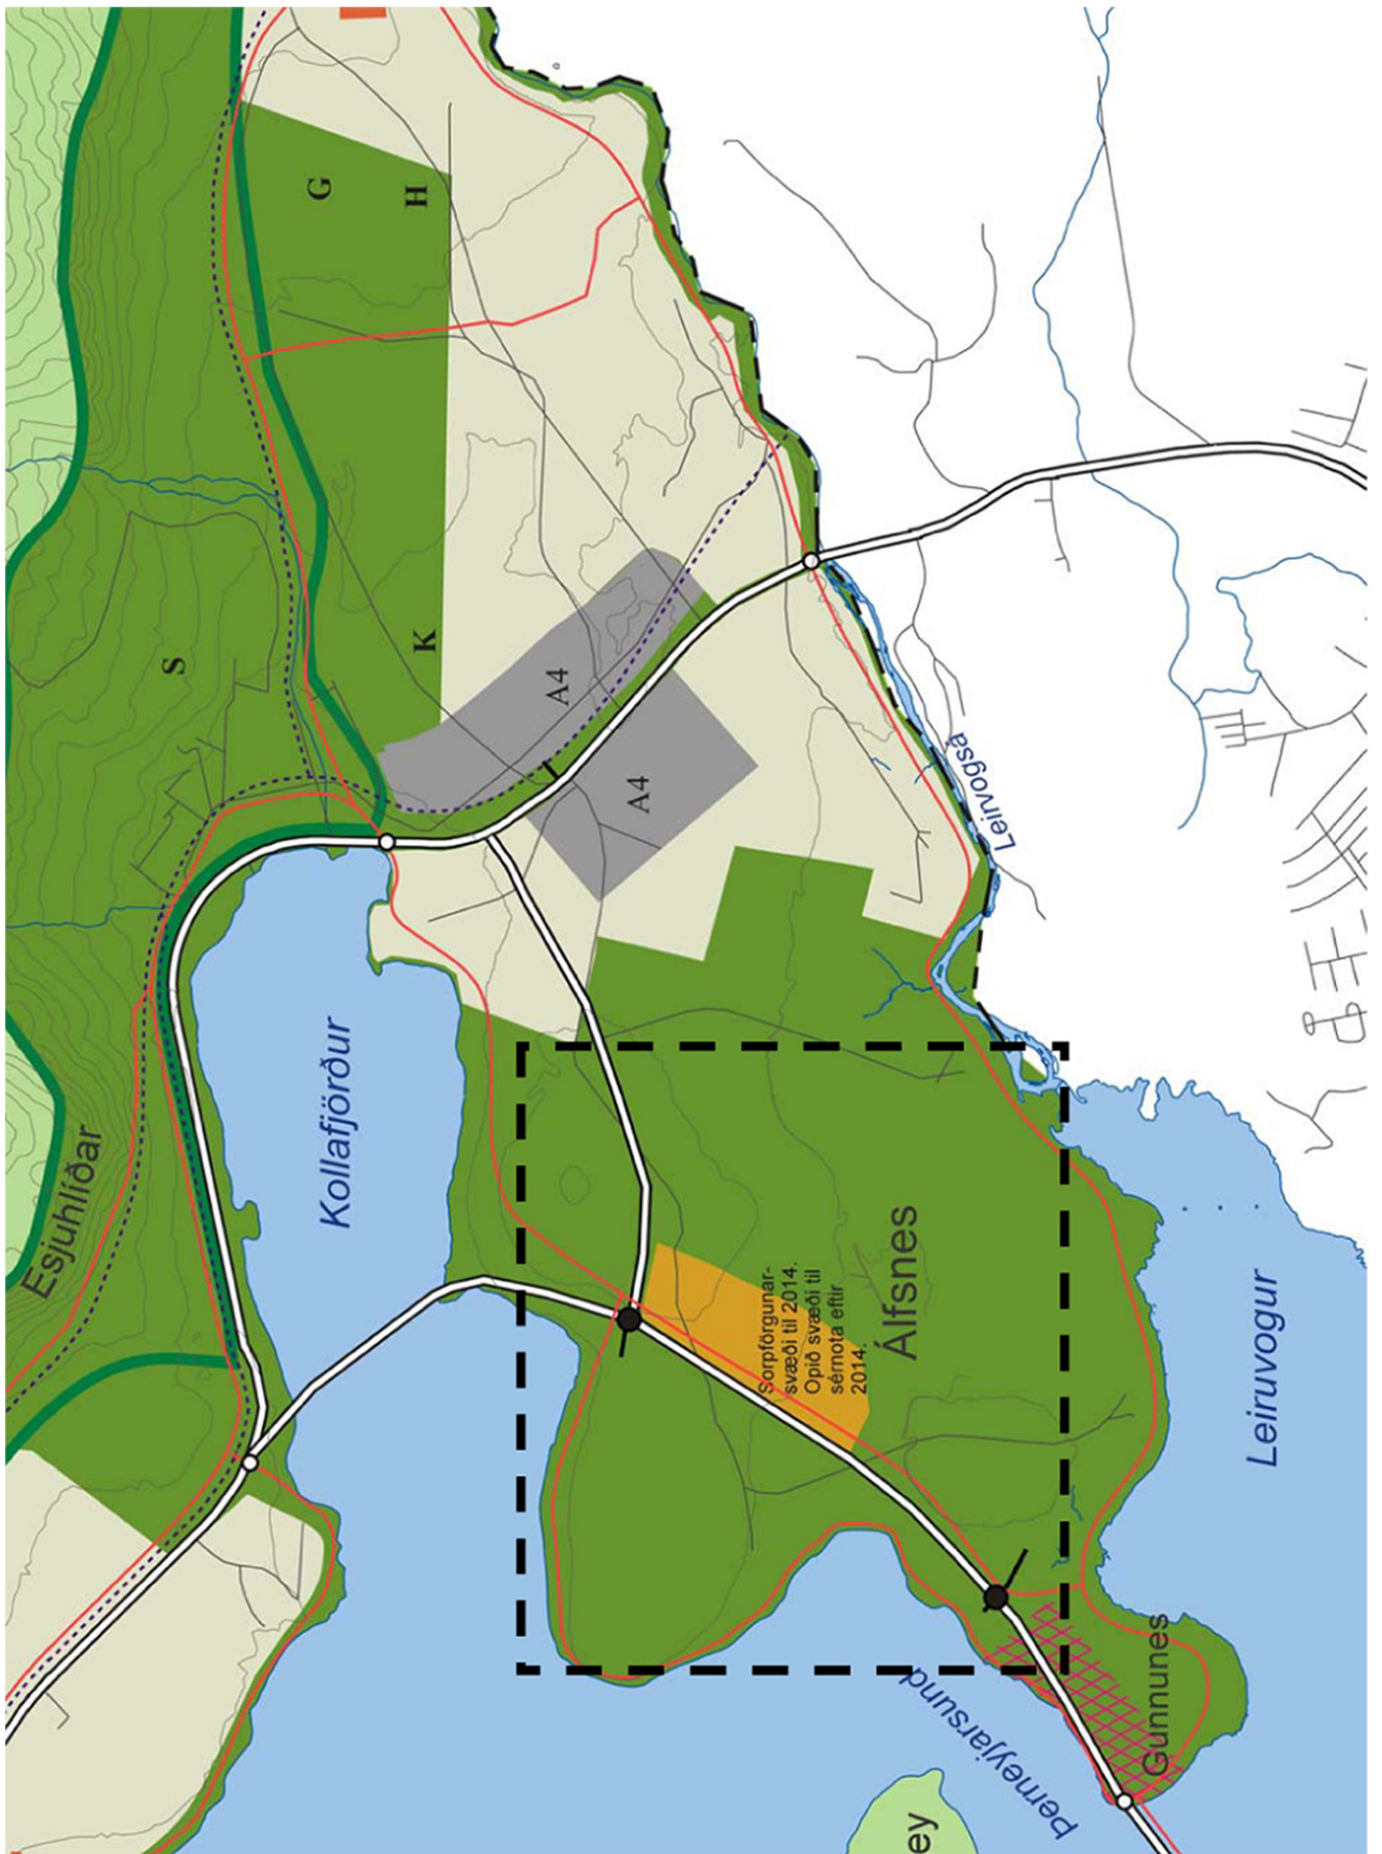 G
H
S
K
A4
A4
Leirvogsá
Kollafjörður
Esjuhlíðar
Sorpförgunar-
svæði til 2014.
Opið svæði til
sérnota eftir
2014.
Álfsnes
Leiruvogur
Gunnunes
Þerneyjarsund
ey